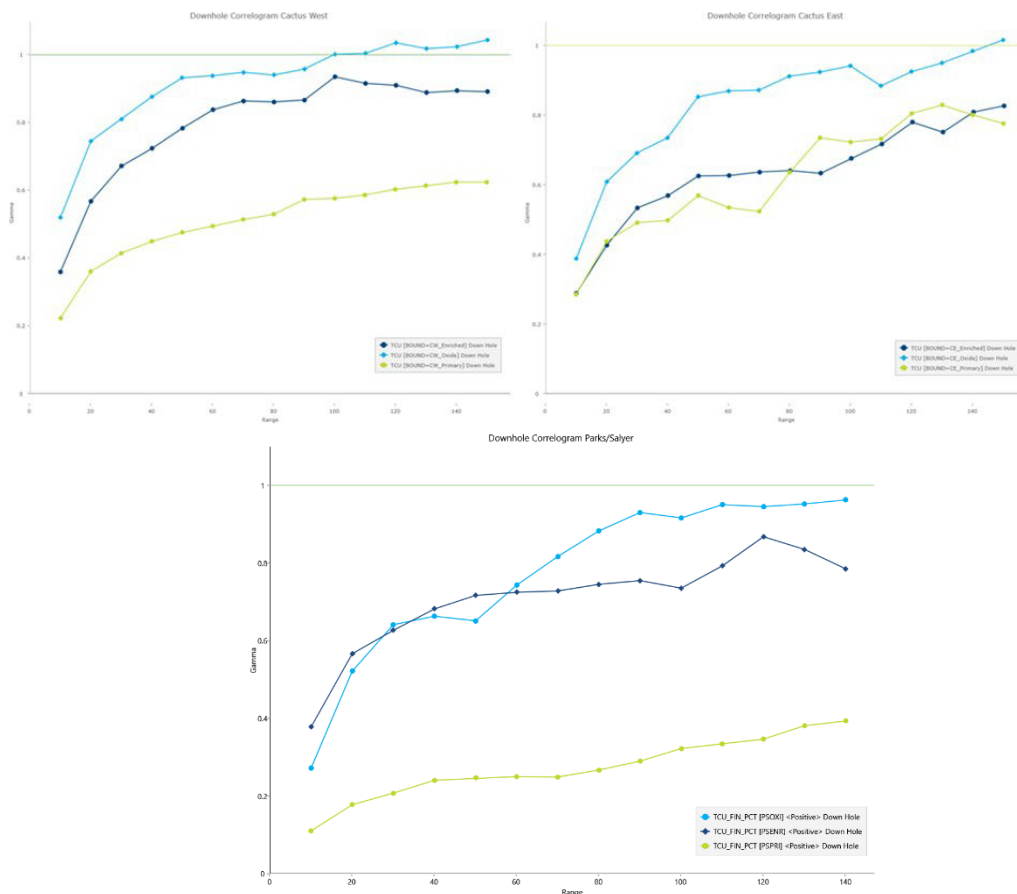 Downhole Correlogram Cactus West
1
0.8
0.6
0.4
0.2
0
Gamma
0 20 40 60 80 100 120 140
Range
TCU [BOUND=CW_Enriched] Down Hole
TCU [BOUND=CW_Oxide] Down Hole
TCU [BOUND=CW_Primary] Down Hole
Downhole Correlogram Cactus East
1
0.8
0.6
0.4
0.2
0
Gamma
0 20 40 60 80 100 120 140
Range
TCU [BOUND=CE_Enriched] Down Hole
TCU [BOUND=CE_Oxide] Down Hole
TCU [BOUND=CE_Primary] Down Hole
Downhole Correlogram Parks/Salyer
1
0.8
0.6
0.4
0.2
0
Gamma
0 20 40 60 80 100 120 140
Range
TCU_FIN_PCT [PSOXI] <Positive> Down Hole
TCU_FIN_PCT [PSENR] <Positive> Down Hole
TCU_FIN_PCT [PSPRI] <Positive> Down Hole